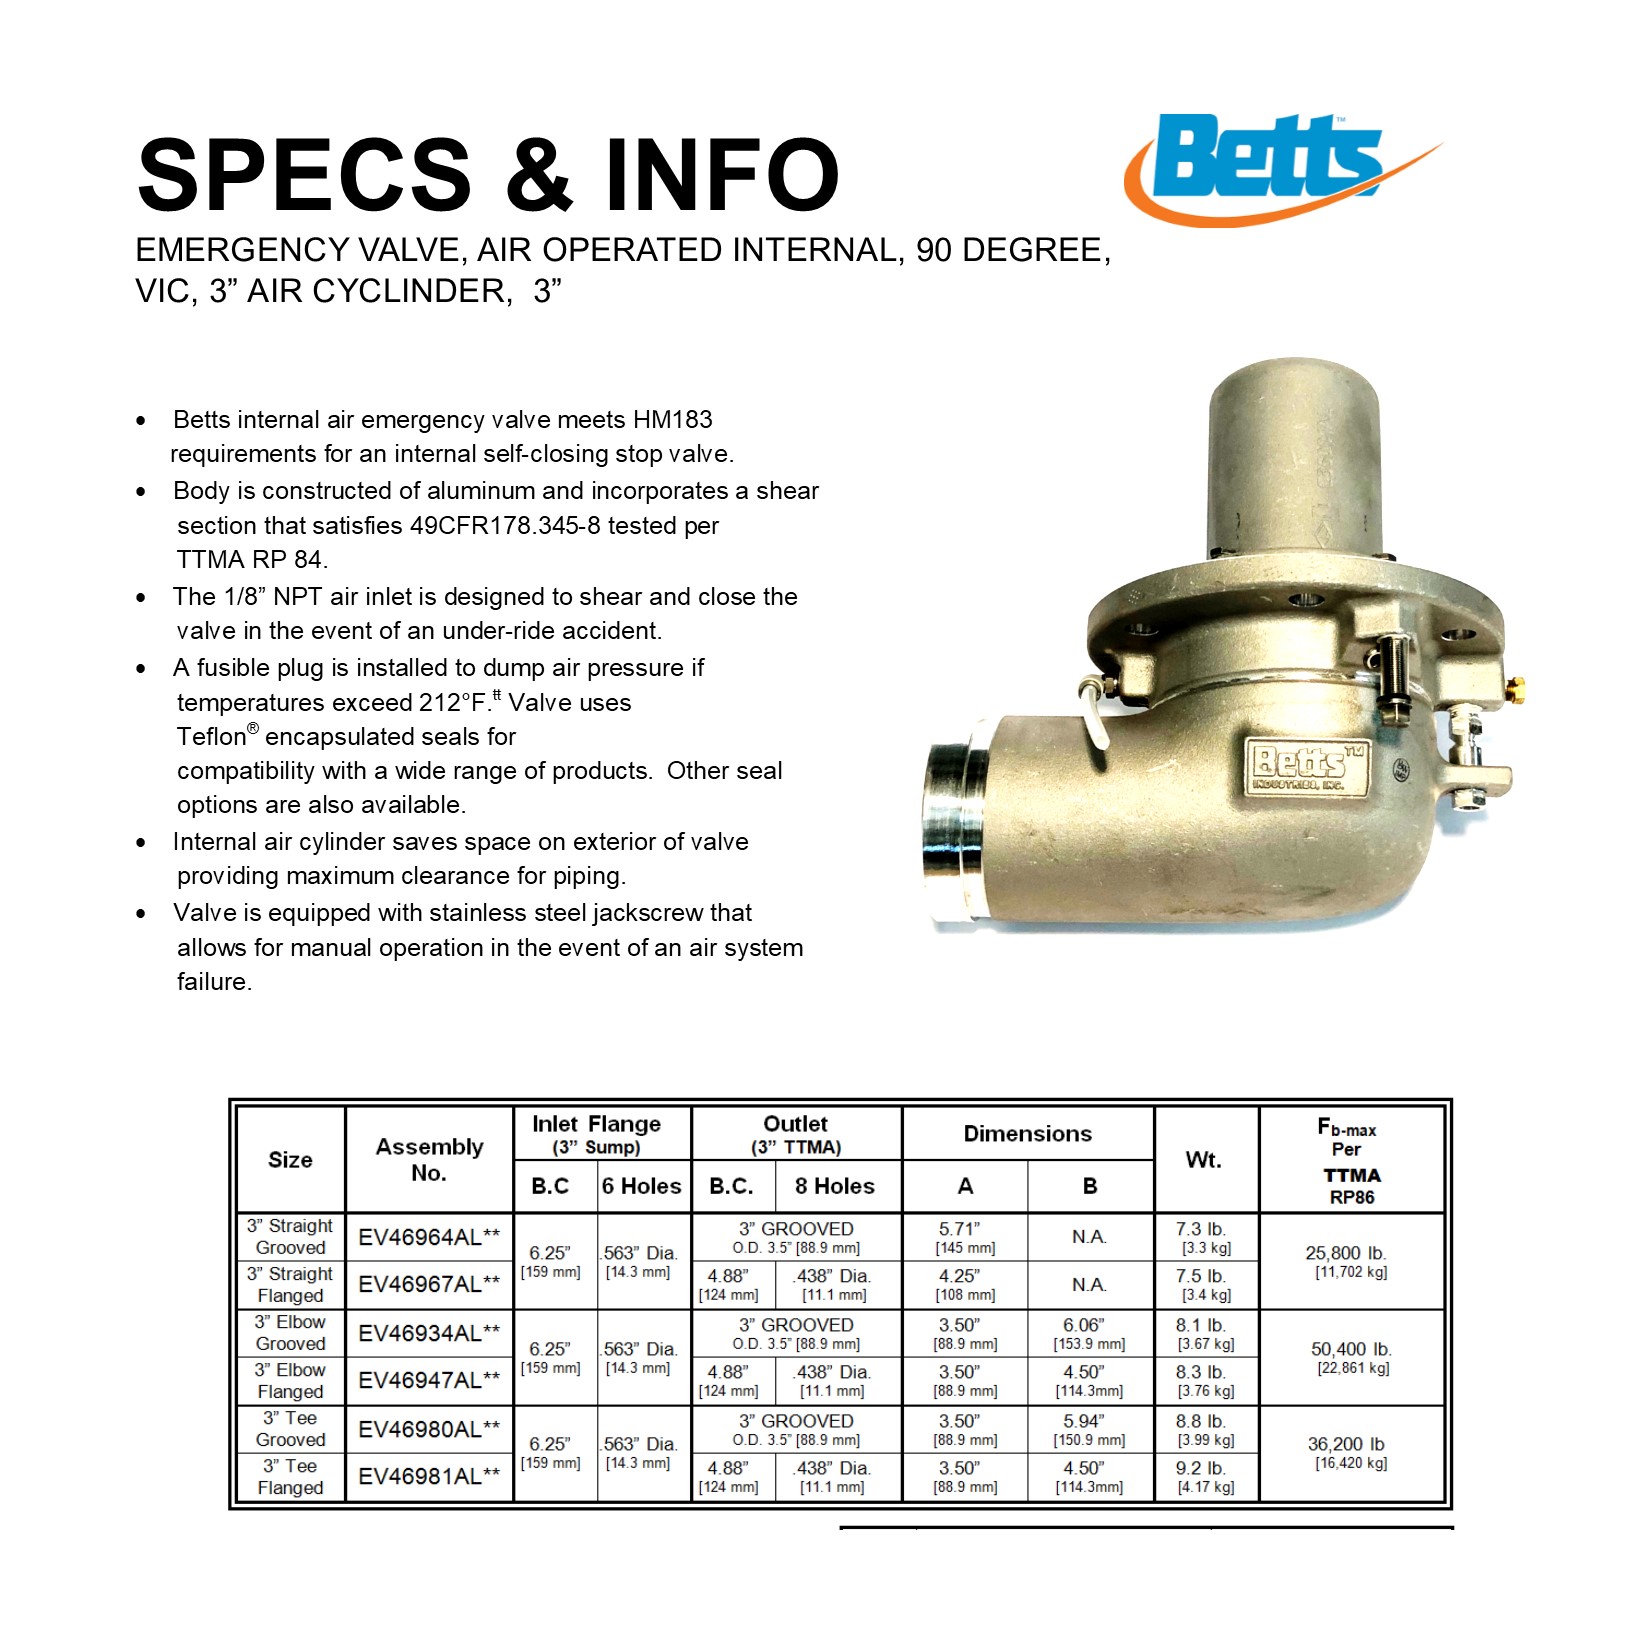 Betts™
SPECS & INFO
EMERGENCY VALVE, AIR OPERATED INTERNAL, 90 DEGREE,
VIC, 3” AIR CYCLINDER, 3”
• Betts internal air emergency valve meets HM183
requirements for an internal self-closing stop valve.
• Body is constructed of aluminum and incorporates a shear
section that satisfies 49CFR178.345-8 tested per
TTMA RP 84.
• The 1/8” NPT air inlet is designed to shear and close the
valve in the event of an under-ride accident.
• A fusible plug is installed to dump air pressure if
temperatures exceed 212°F.tt Valve uses
Teflon® encapsulated seals for
compatibility with a wide range of products. Other seal
options are also available.
• Internal air cylinder saves space on exterior of valve
providing maximum clearance for piping.
• Valve is equipped with stainless steel jackscrew that
allows for manual operation in the event of an air system
failure.
Betts™
INDUSTRIES, INC.
Size Assembly No. Inlet Flange (3” Sump) Outlet (3” TTMA) Dimensions Wt. Fb-max Per TTMA RP86
B.C 6 Holes B.C. 8 Holes A B
3” Straight Grooved EV46964AL** 6.25” [159 mm] .563” Dia. [14.3 mm] 3” GROOVED O.D. 3.5” [88.9 mm] 5.71” [145 mm] N.A. 7.3 lb. [3.3 kg] 25,800 lb. [11,702 kg]
3” Straight Flanged EV46967AL** 4.88” [124 mm] .438” Dia. [11.1 mm] 4.25” [108 mm] N.A. 7.5 lb. [3.4 kg]
3” Elbow Grooved EV46934AL** 6.25” [159 mm] .563” Dia. [14.3 mm] 3” GROOVED O.D. 3.5” [88.9 mm] 3.50” [88.9 mm] 6.06” [153.9 mm] 8.1 lb. [3.67 kg] 50,400 lb. [22,861 kg]
3” Elbow Flanged EV46947AL** 4.88” [124 mm] .438” Dia. [11.1 mm] 3.50” [88.9 mm] 4.50” [114.3mm] 8.3 lb. [3.76 kg]
3” Tee Grooved EV46980AL** 6.25” [159 mm] .563” Dia. [14.3 mm] 3” GROOVED O.D. 3.5” [88.9 mm] 3.50” [88.9 mm] 5.94” [150.9 mm] 8.8 lb. [3.99 kg] 36,200 lb [16,420 kg]
3” Tee Flanged EV46981AL** 4.88” [124 mm] .438” Dia. [11.1 mm] 3.50” [88.9 mm] 4.50” [114.3mm] 9.2 lb. [4.17 kg]